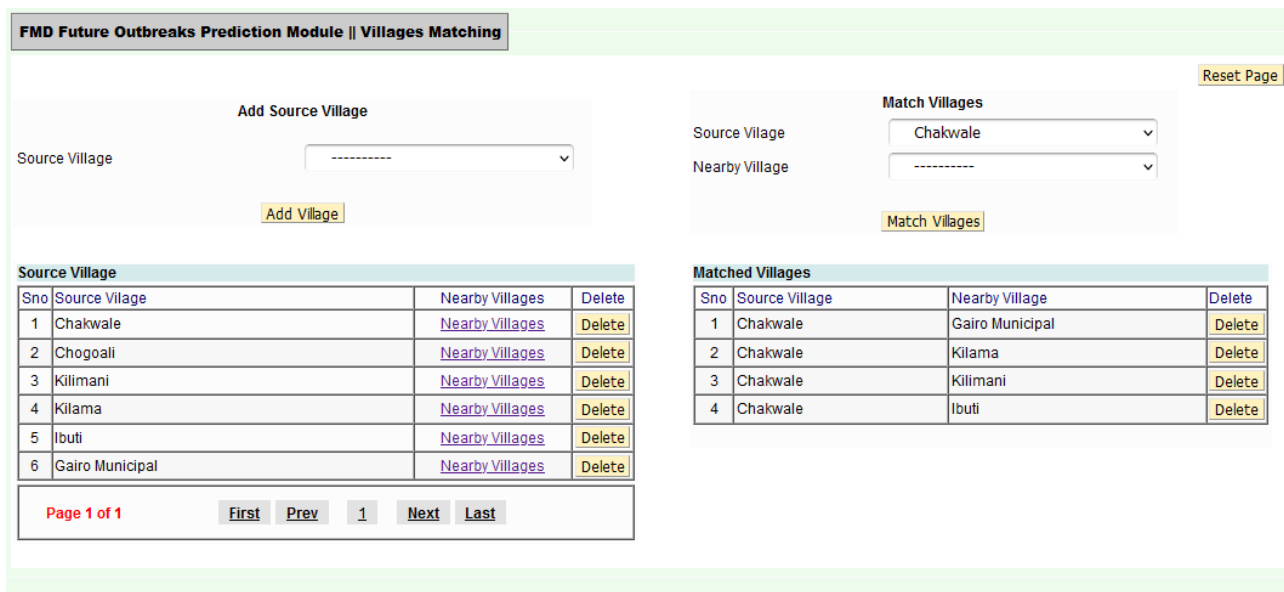 FMD Future Outbreaks Prediction Module || Villages Matching
Reset Page
Add Source Village
Source Village ----------
Add Village
Match Villages
Source Vilage Chakwale
Nearby Village ----------
Match Villages
Source Village
Sno Source Vilage Nearby Villages Delete
1 Chakwale Nearby Villages Delete
2 Chogoali Nearby Villages Delete
3 Kilimani Nearby Villages Delete
4 Kilama Nearby Villages Delete
5 Ibuti Nearby Villages Delete
6 Gairo Municipal Nearby Villages Delete
Page 1 of 1 First Prev 1 Next Last
Matched Villages
Sno Source Village Nearby Village Delete
1 Chakwale Gairo Municipal Delete
2 Chakwale Kilama Delete
3 Chakwale Kilimani Delete
4 Chakwale Ibuti Delete